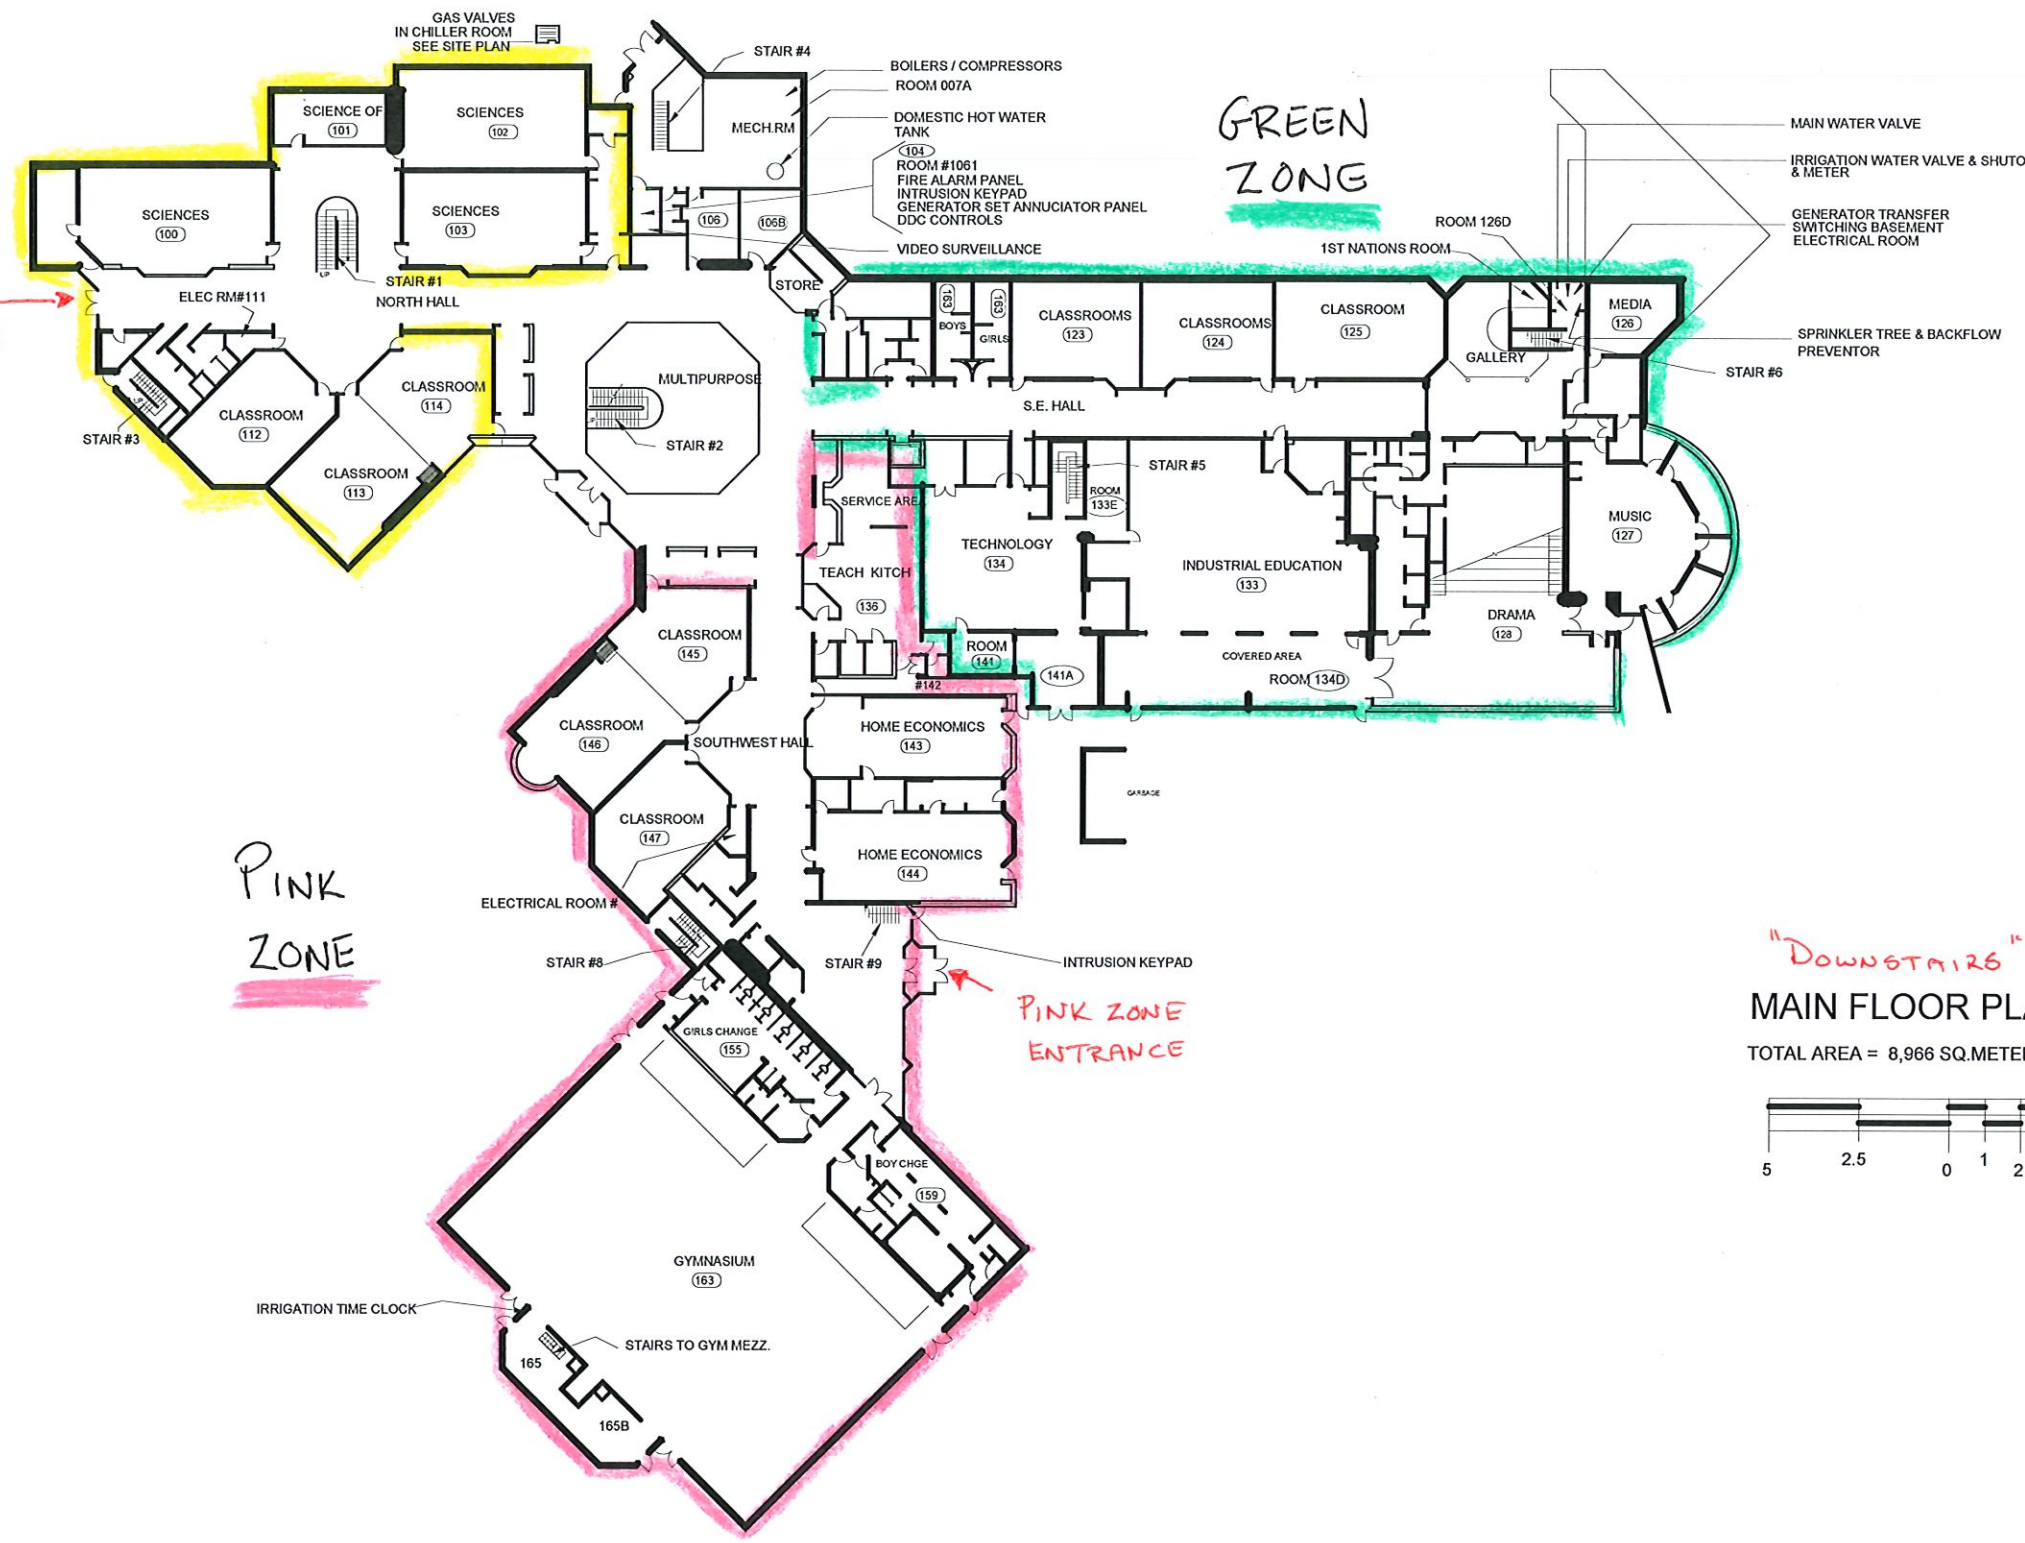 GAS VALVES
IN CHILLER ROOM
SEE SITE PLAN
STAIR #4
BOILERS / COMPRESSORS
ROOM 007A
DOMESTIC HOT WATER
TANK
104
ROOM #1061
FIRE ALARM PANEL
INTRUSION KEYPAD
GENERATOR SET ANNUCIATOR PANEL
DDC CONTROLS
VIDEO SURVEILLANCE
GREEN
ZONE
MAIN WATER VALVE
IRRIGATION WATER VALVE & SHUTO
& METER
GENERATOR TRANSFER
SWITCHING BASEMENT
ELECTRICAL ROOM
SPRINKLER TREE & BACKFLOW
PREVENTOR
STAIR #6
ROOM 126D
1ST NATIONS ROOM
SCIENCE OF
101
SCIENCES
102
MECH.RM
SCIENCES
100
SCIENCES
103
106
106B
STORE
UP
STAIR #1
NORTH HALL
ELEC RM#111
163
BOYS
163
GIRLS
CLASSROOMS
123
CLASSROOMS
124
CLASSROOM
125
GALLERY
MEDIA
126
MULTIPURPOSE
UP
STAIR #2
S.E. HALL
CLASSROOM
114
CLASSROOM
112
STAIR #3
CLASSROOM
113
SERVICE AREA
TEACH KITCH
136
TECHNOLOGY
134
STAIR #5
ROOM
133E
INDUSTRIAL EDUCATION
133
MUSIC
127
DRAMA
128
COVERED AREA
ROOM 134D
ROOM
141
141A
#142
CLASSROOM
145
CLASSROOM
146
SOUTHWEST HALL
HOME ECONOMICS
143
GARBAGE
CLASSROOM
147
HOME ECONOMICS
144
ELECTRICAL ROOM #
STAIR #8
STAIR #9
INTRUSION KEYPAD
PINK
ZONE
PINK ZONE
ENTRANCE
"DOWNSTAIRS"
MAIN FLOOR PLA
TOTAL AREA = 8,966 SQ.METE
5 2.5 0 1 2
GIRLS CHANGE
155
BOY CHGE
159
GYMNASIUM
163
IRRIGATION TIME CLOCK
STAIRS TO GYM MEZZ.
165
165B